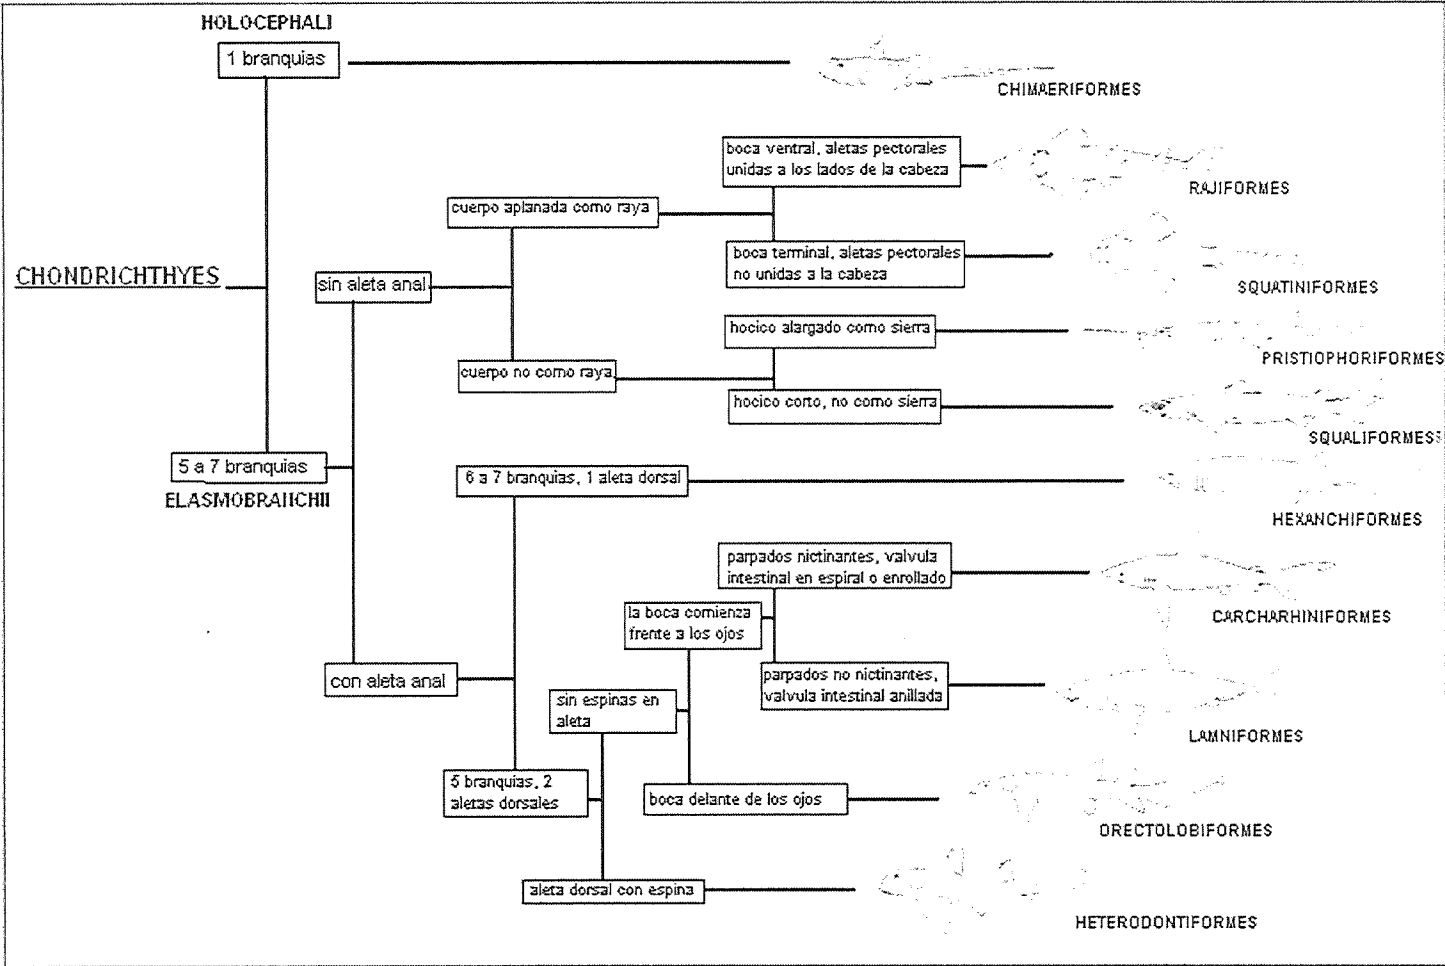 HOLOCEPHALI
1 branquias
CHIMAERIFORMES
boca ventral, aletas pectorales
unidas a los lados de la cabeza
RAJIFORMES
cuerpo aplanada como raya
boca terminal, aletas pectorales
no unidas a la cabeza
SQUATINIFORMES
CHONDRICHTHYES
sin aleta anal
hocico alargado como sierra
PRISTIOPHORIFORMES
cuerpo no como raya
hocico corto, no como sierra
SQUALIFORMES
5 a 7 branquias
ELASMOBRAIICHII
6 a 7 branquias, 1 aleta dorsal
HEXANCHIFORMES
parpados nictinantes, valvula
intestinal en espiral o enrollado
CARCHARHINIFORMES
la boca comienza
frente a los ojos
con aleta anal
parpados no nictinantes,
valvula intestinal anillada
LAMNIFORMES
sin espinas en
aleta
5 branquias, 2
aletas dorsales
boca delante de los ojos
ORECTOLOBIFORMES
aleta dorsal con espina
HETERODONTIFORMES